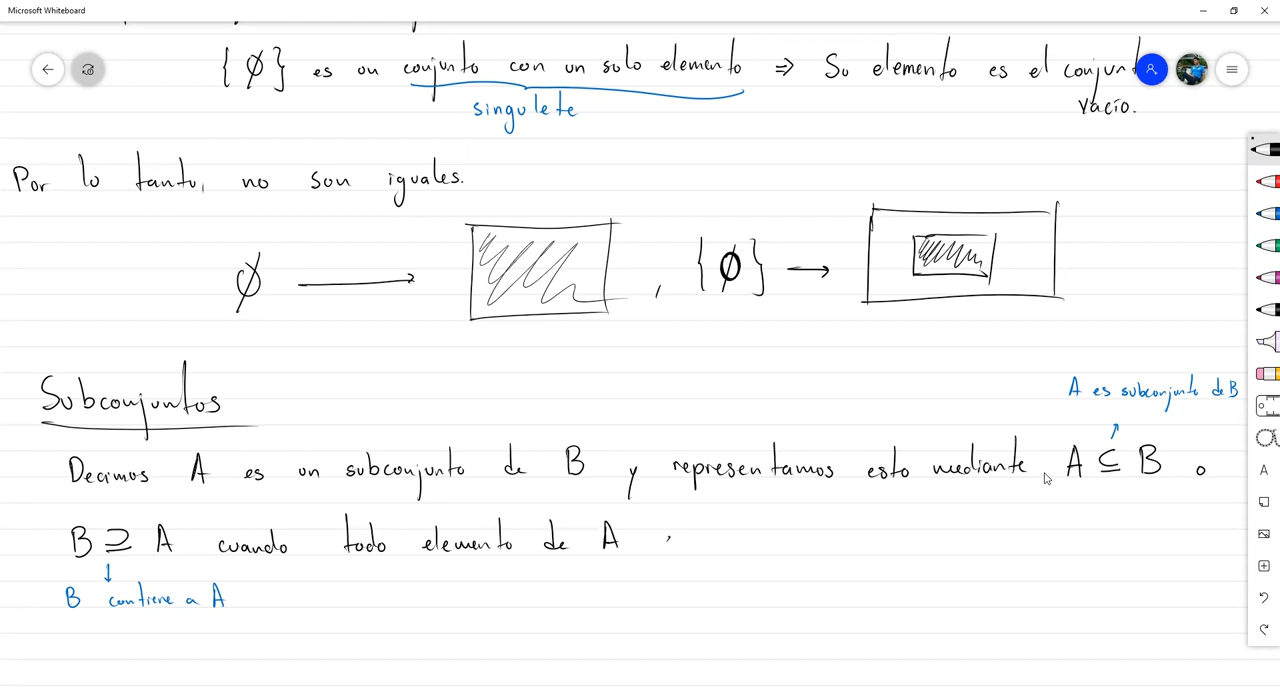 Microsoft Whiteboard
{∅} es un conjunto con un solo elemento ⇒ Su elemento es el conjunt
singulete
vacío.
Por lo tanto, no son iguales.
∅ → , {∅} →
Subconjuntos
A es subconjunto de B
Decimos A es un subconjunto de B y representamos esto mediante A ⊆ B o
B ⊇ A cuando todo elemento de A
B contiene a A
A